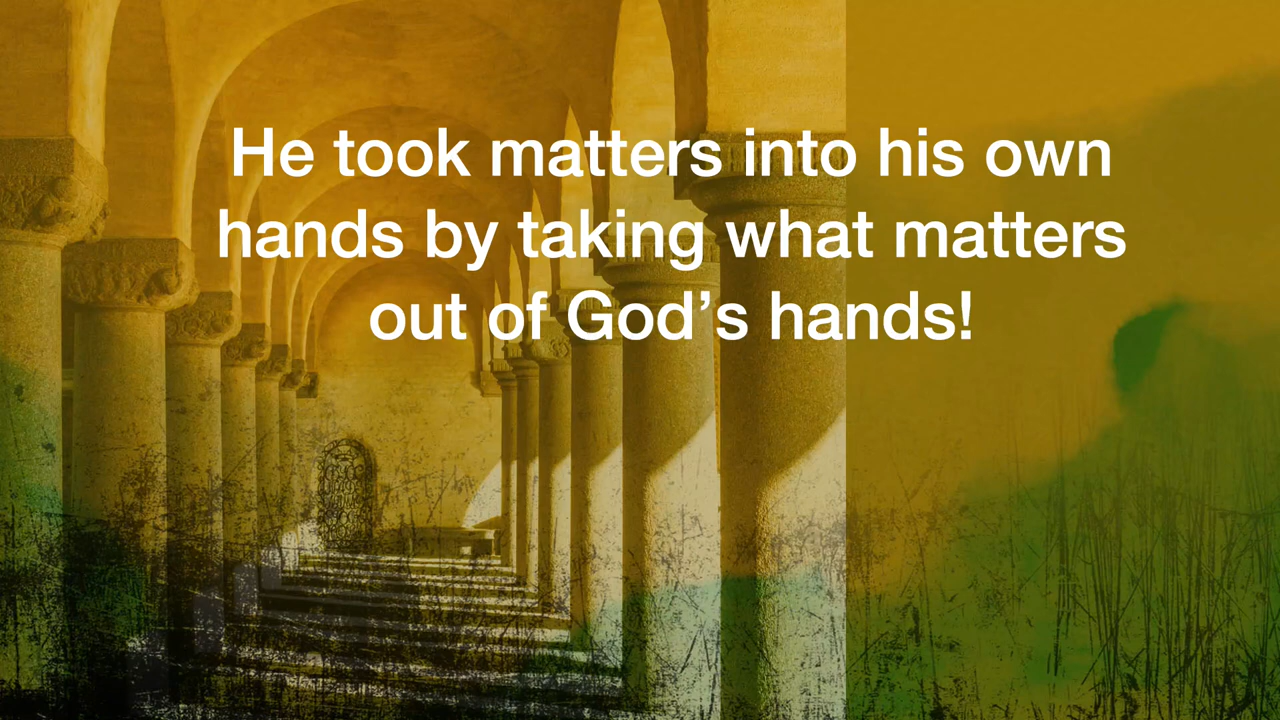 He took matters into his own
hands by taking what matters
out of God’s hands!